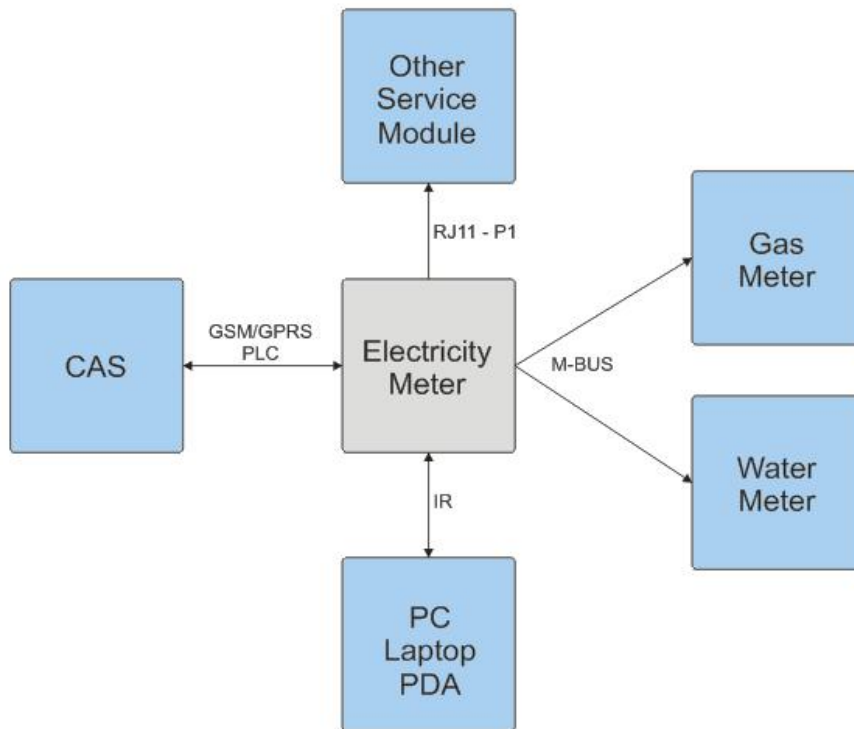 Other
Service
Module
RJ11 - P1
Gas
Meter
CAS
GSM/GPRS
PLC
Electricity
Meter
M-BUS
Water
Meter
IR
PC
Laptop
PDA